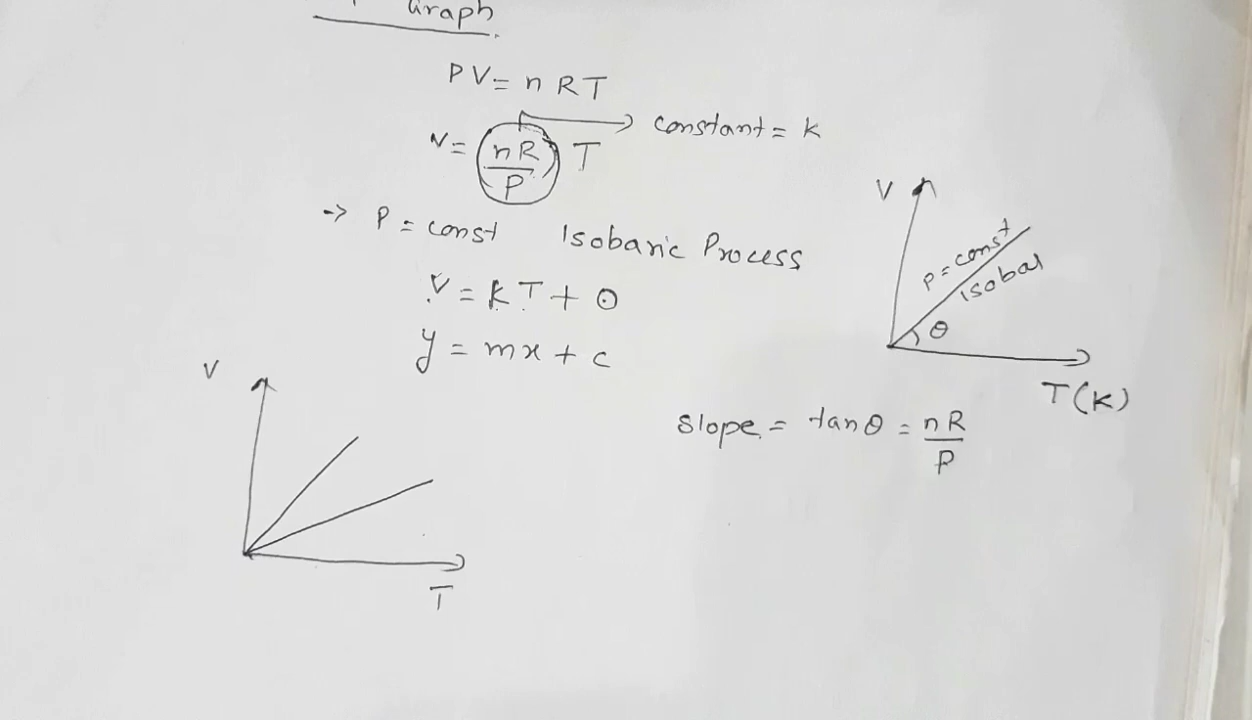 Graph
PV = nRT
V = (nR/P) T → constant = k
→ P = const Isobaric Process
V = kT + 0
y = mx + c
V
P = const
isobar
θ
T(K)
slope = tanθ = nR/P
V
T